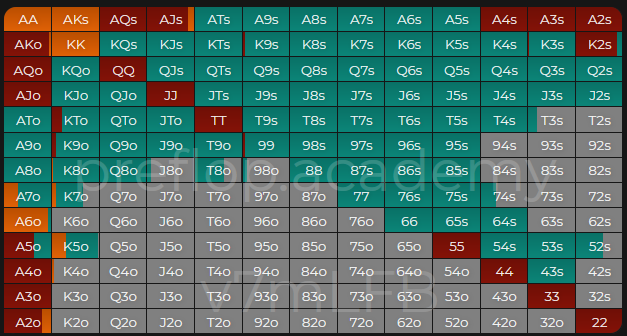 AA AKs AQs AJs ATs A9s A8s A7s A6s A5s A4s A3s A2s
AKo KK KQs KJs KTs K9s K8s K7s K6s K5s K4s K3s K2s
AQo KQo QQ QJs QTs Q9s Q8s Q7s Q6s Q5s Q4s Q3s Q2s
AJo KJo QJo JJ JTs J9s J8s J7s J6s J5s J4s J3s J2s
ATo KTo QTo JTo TT T9s T8s T7s T6s T5s T4s T3s T2s
A9o K9o Q9o J9o T9o 99 98s 97s 96s 95s 94s 93s 92s
A8o K8o Q8o J8o T8o 98o 88 87s 86s 85s 84s 83s 82s
A7o K7o Q7o J7o T7o 97o 87o 77 76s 75s 74s 73s 72s
A6o K6o Q6o J6o T6o 96o 86o 76o 66 65s 64s 63s 62s
A5o K5o Q5o J5o T5o 95o 85o 75o 65o 55 54s 53s 52s
A4o K4o Q4o J4o T4o 94o 84o 74o 64o 54o 44 43s 42s
A3o K3o Q3o J3o T3o 93o 83o 73o 63o 53o 43o 33 32s
A2o K2o Q2o J2o T2o 92o 82o 72o 62o 52o 42o 32o 22
preflop.academy
v7mLFB